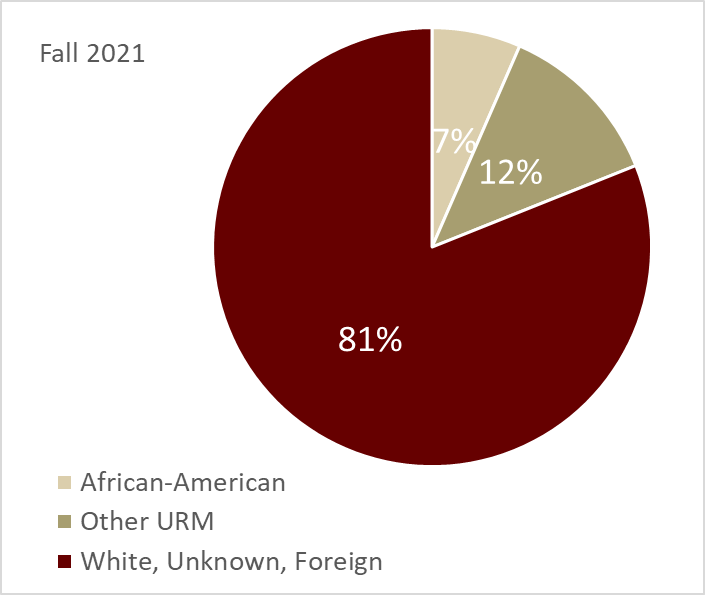 Fall 2021
7%
12%
81%
African-American
Other URM
White, Unknown, Foreign